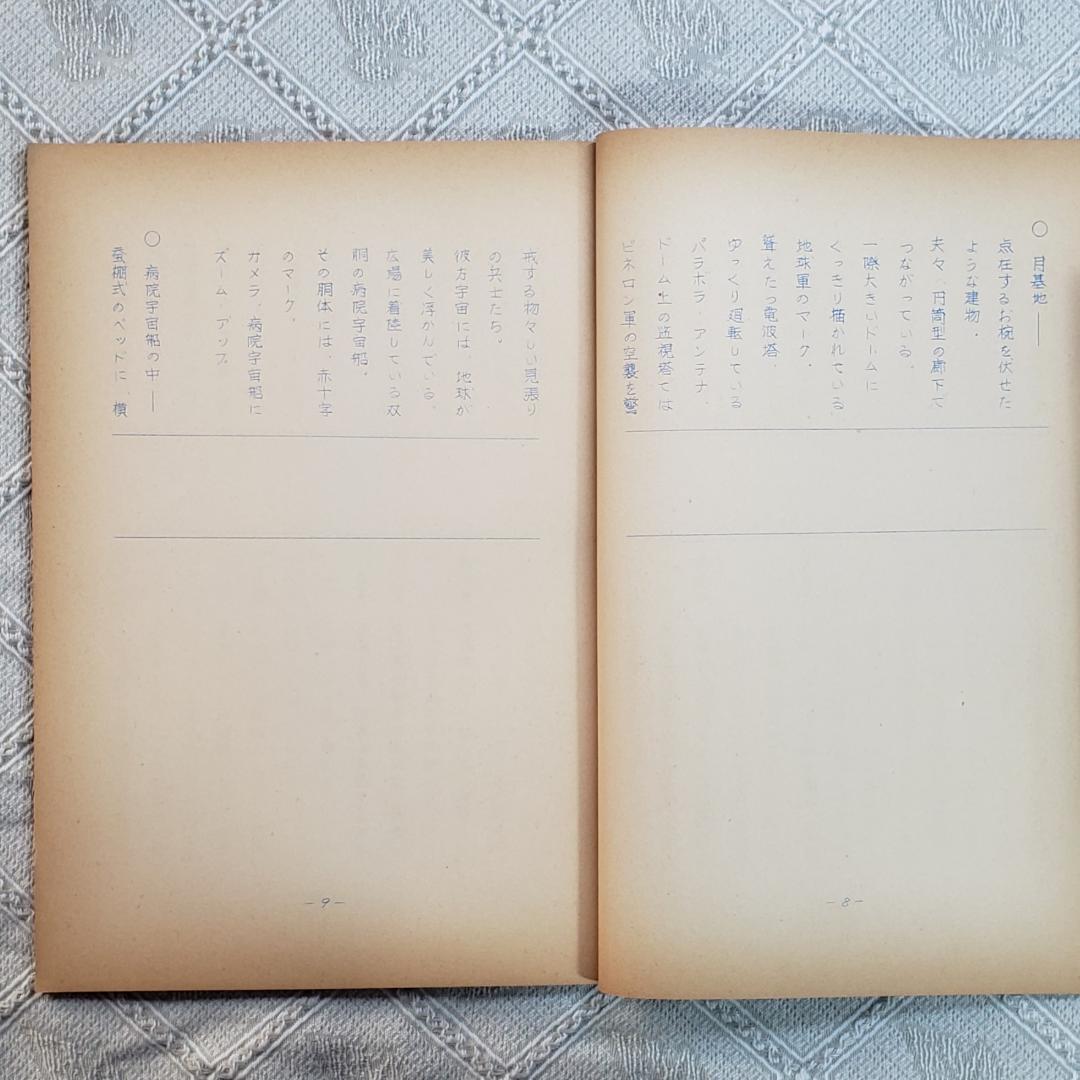 ○ 月基地——
点在するお椀を伏せた
ような建物。
夫々、円筒型の廊下で
つながっている。
一際大きいドームに
くっきり描かれている
地球軍のマーク。
聳えたつ電波塔、
ゆっくり廻転している
パラボラ・アンテナ、
ドーム上の監視塔では
ピネロン軍の空襲を警
-8-
戒する物々しい見張り
の兵士たち。
彼方宇宙には、地球が
美しく浮かんでいる。
広場に着陸している双
胴の病院宇宙船。
その胴体には、赤十字
のマーク。
カメラ、病院宇宙船に
ズーム・アップ
○ 病院宇宙船の中——
蚕棚式のベッドに、横
-9-